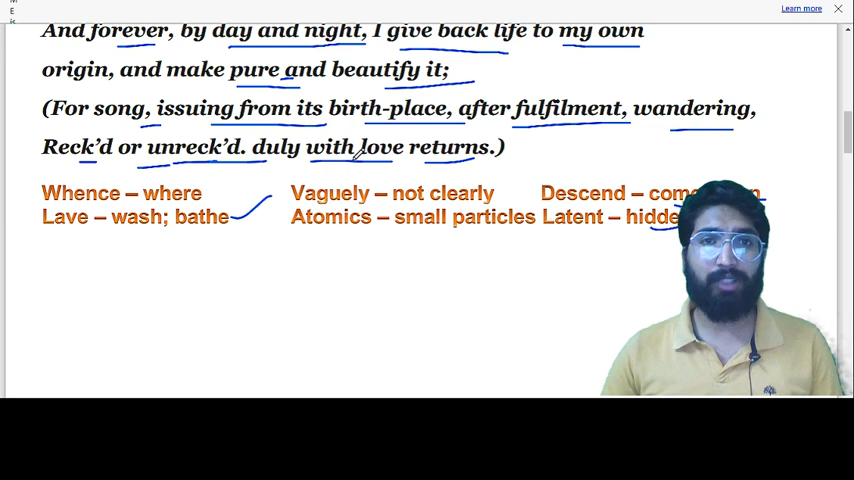 Learn more
And forever, by day and night, I give back life to my own
origin, and make pure and beautify it;
(For song, issuing from its birth-place, after fulfilment, wandering,
Reck'd or unreck'd. duly with love returns.)
Whence – where Vaguely – not clearly Descend –
Lave – wash; bathe Atomics – small particles Latent –